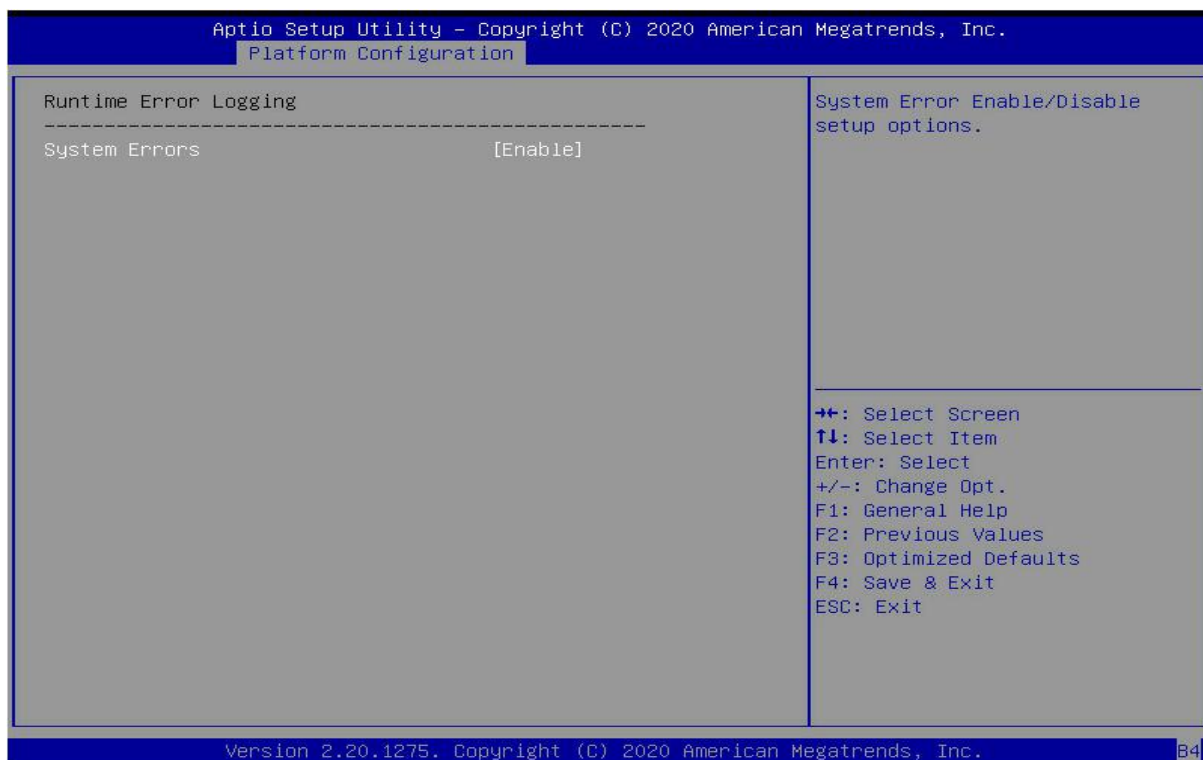 Aptio Setup Utility – Copyright (C) 2020 American Megatrends, Inc.
Platform Configuration
Runtime Error Logging
--------------------------------------------------
System Errors [Enable]
System Error Enable/Disable
setup options.
→←: Select Screen
↑↓: Select Item
Enter: Select
+/-: Change Opt.
F1: General Help
F2: Previous Values
F3: Optimized Defaults
F4: Save & Exit
ESC: Exit
Version 2.20.1275. Copyright (C) 2020 American Megatrends, Inc.
B4